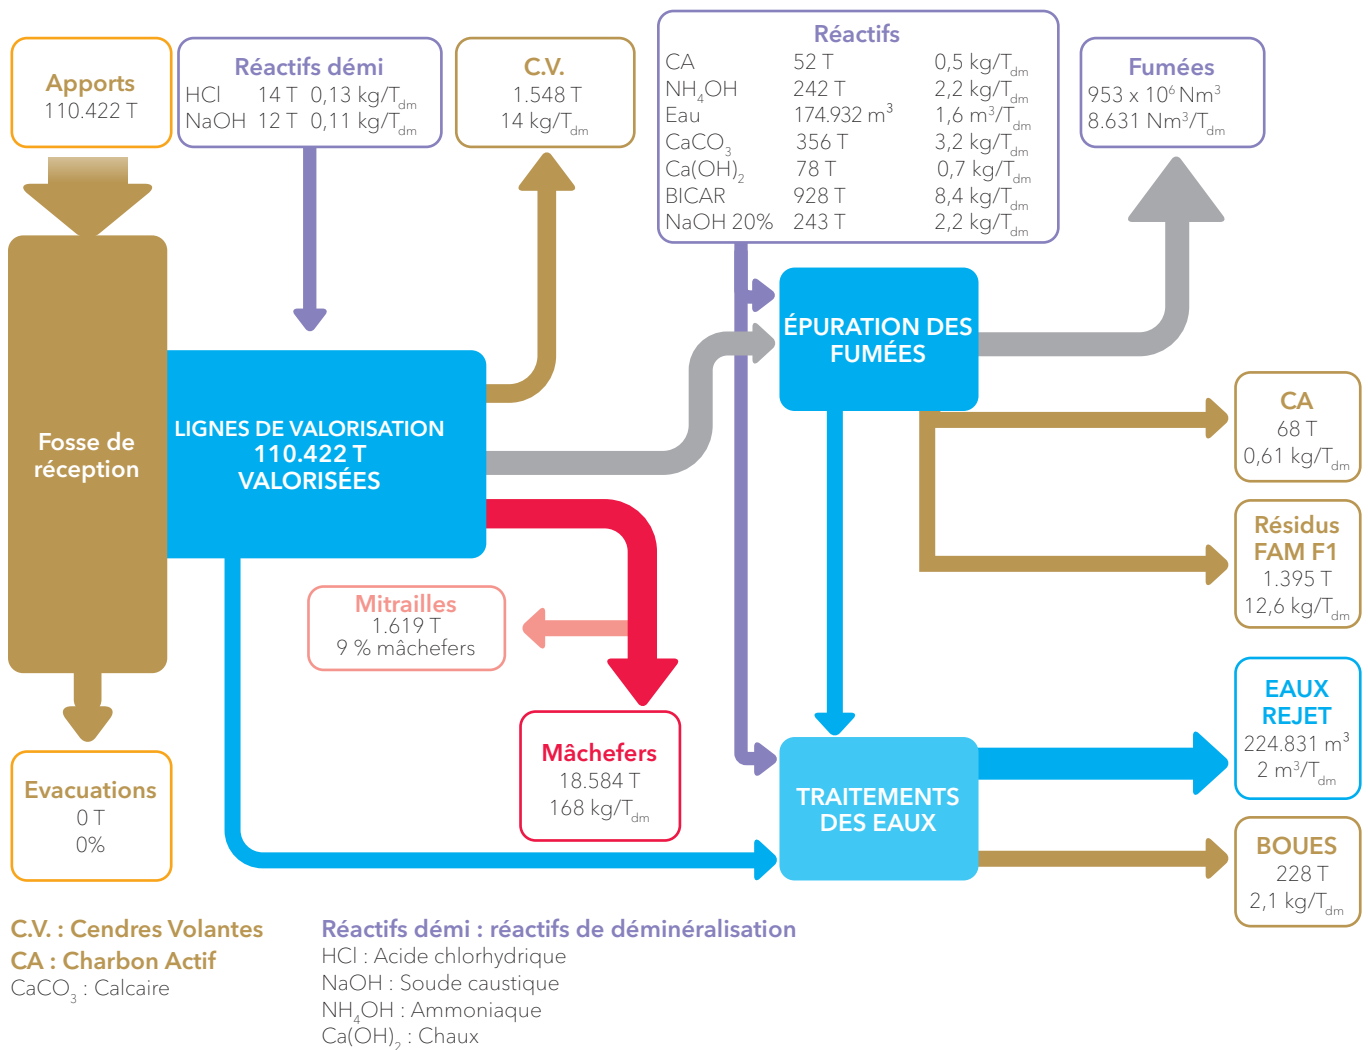 Apports
110.422 T
Réactifs démi
HCl 14 T 0,13 kg/Tdm
NaOH 12 T 0,11 kg/Tdm
C.V.
1.548 T
14 kg/Tdm
Réactifs
CA 52 T 0,5 kg/Tdm
NH4OH 242 T 2,2 kg/Tdm
Eau 174.932 m³ 1,6 m³/Tdm
CaCO3 356 T 3,2 kg/Tdm
Ca(OH)2 78 T 0,7 kg/Tdm
BICAR 928 T 8,4 kg/Tdm
NaOH 20% 243 T 2,2 kg/Tdm
Fumées
953 x 10⁶ Nm³
8.631 Nm³/Tdm
Fosse de
réception
LIGNES DE VALORISATION
110.422 T
VALORISÉES
ÉPURATION DES
FUMÉES
CA
68 T
0,61 kg/Tdm
Résidus
FAM F1
1.395 T
12,6 kg/Tdm
Mitrailles
1.619 T
9 % mâchefers
Mâchefers
18.584 T
168 kg/Tdm
EAUX
REJET
224.831 m³
2 m³/Tdm
TRAITEMENTS
DES EAUX
Evacuations
0 T
0%
BOUES
228 T
2,1 kg/Tdm
C.V. : Cendres Volantes
CA : Charbon Actif
CaCO3 : Calcaire
Réactifs démi : réactifs de déminéralisation
HCl : Acide chlorhydrique
NaOH : Soude caustique
NH4OH : Ammoniaque
Ca(OH)2 : Chaux